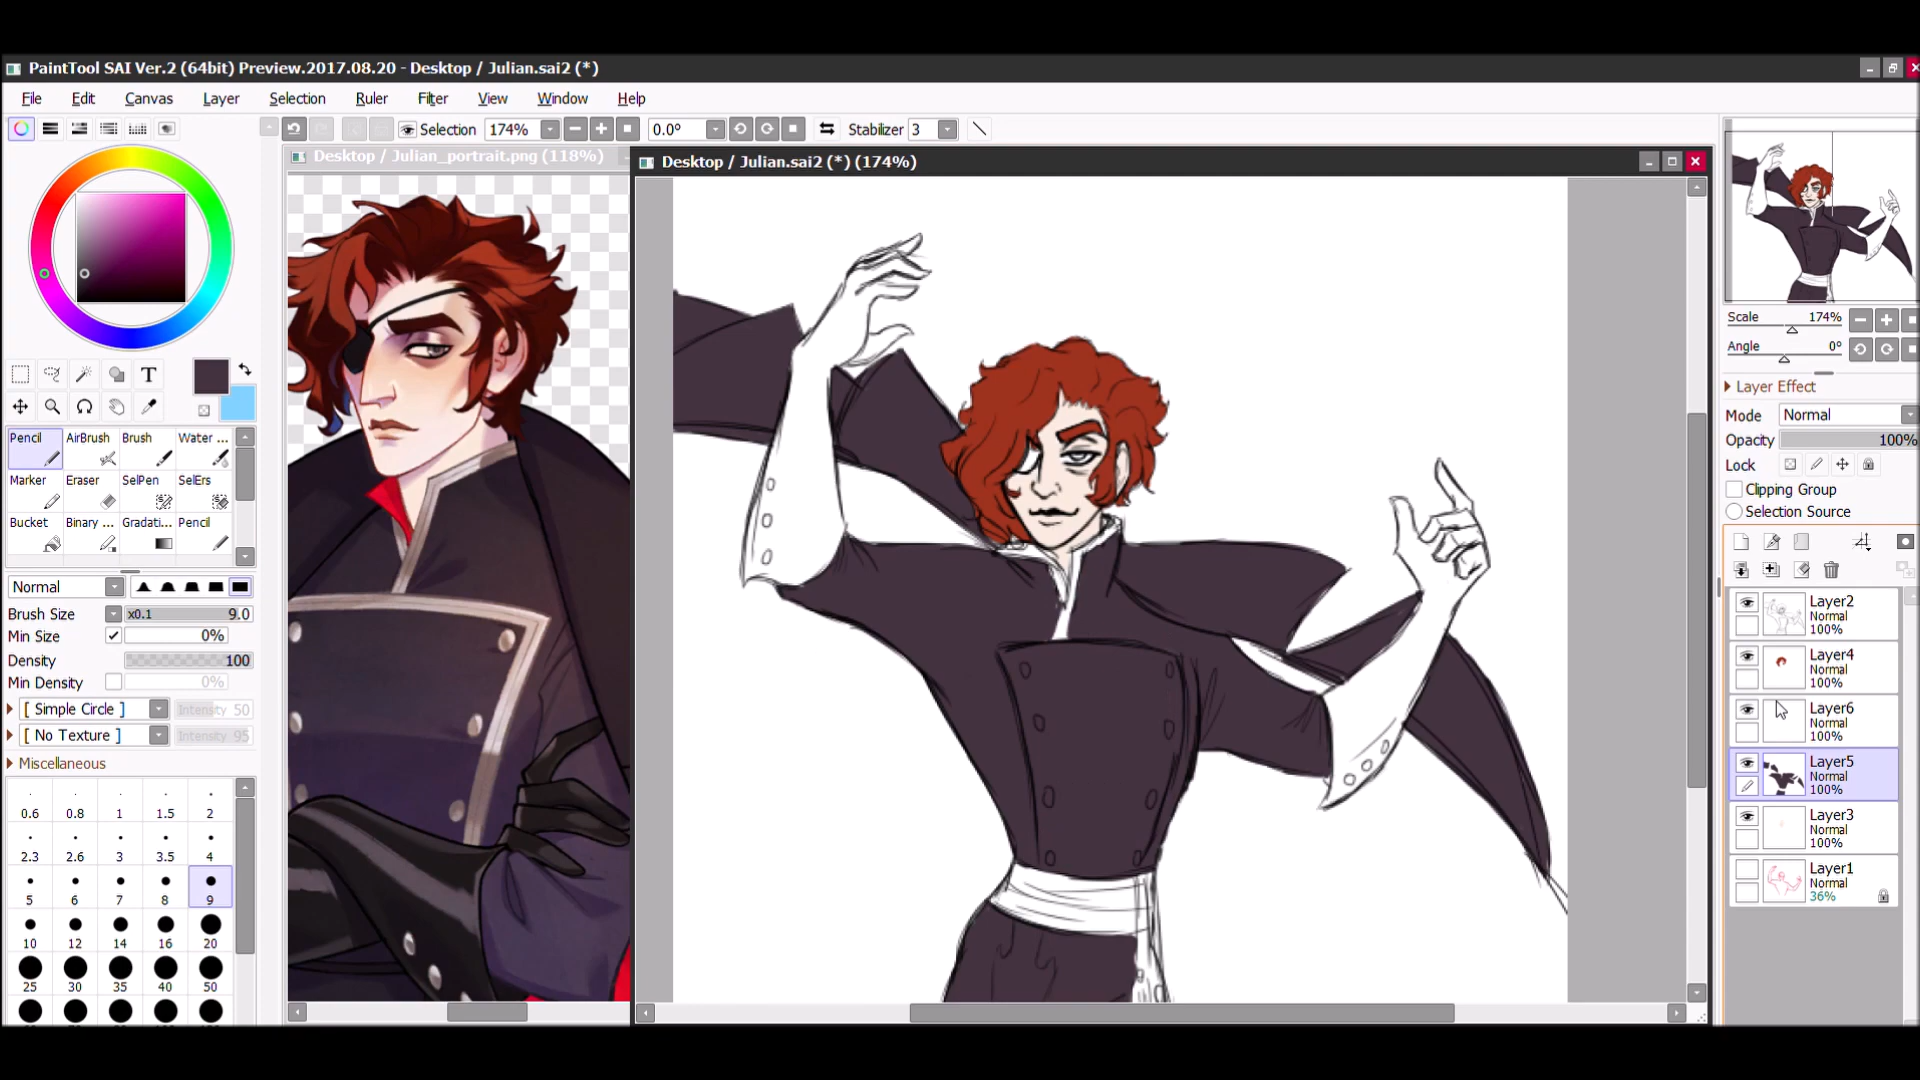 PaintTool SAI Ver.2 (64bit) Preview.2017.08.20 - Desktop / Julian.sai2 (*)
File Edit Canvas Layer Selection Ruler Filter View Window Help
Selection 174% 0.0º Stabilizer 3
Desktop / Julian_portrait.png (118%)
Desktop / Julian.sai2 (*) (174%)
Scale 174%
Angle 0º
Layer Effect
Mode Normal
Opacity 100%
Lock
Clipping Group
Selection Source
T
Pencil AirBrush Brush Water ...
Marker Eraser SelPen SelErs
Bucket Binary ... Gradati... Pencil
Normal
Brush Size x0.1 9.0
Min Size 0%
Density 100
Min Density 0%
[ Simple Circle ] Intensity 50
[ No Texture ] Intensity 95
Miscellaneous
0.6 0.8 1 1.5 2
2.3 2.6 3 3.5 4
5 6 7 8 9
10 12 14 16 20
25 30 35 40 50
Layer2
Normal
100%
Layer4
Normal
100%
Layer6
Normal
100%
Layer5
Normal
100%
Layer3
Normal
100%
Layer1
Normal
36%